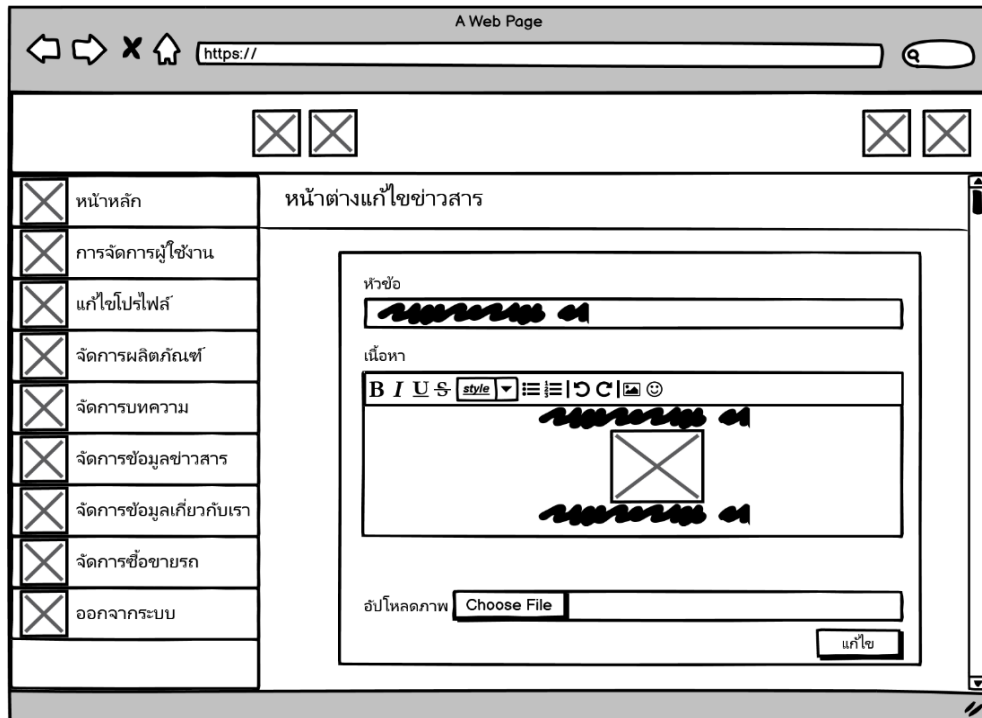 A Web Page
https://
หน้าหลัก
การจัดการผู้ใช้งาน
แก้ไขโปรไฟล์
จัดการผลิตภัณฑ์
จัดการบทความ
จัดการข้อมูลข่าวสาร
จัดการข้อมูลเกี่ยวกับเรา
จัดการซื้อขายรถ
ออกจากระบบ
หน้าต่างแก้ไขข่าวสาร
หัวข้อ
เนื้อหา
B I U S style
อัปโหลดภาพ Choose File
แก้ไข